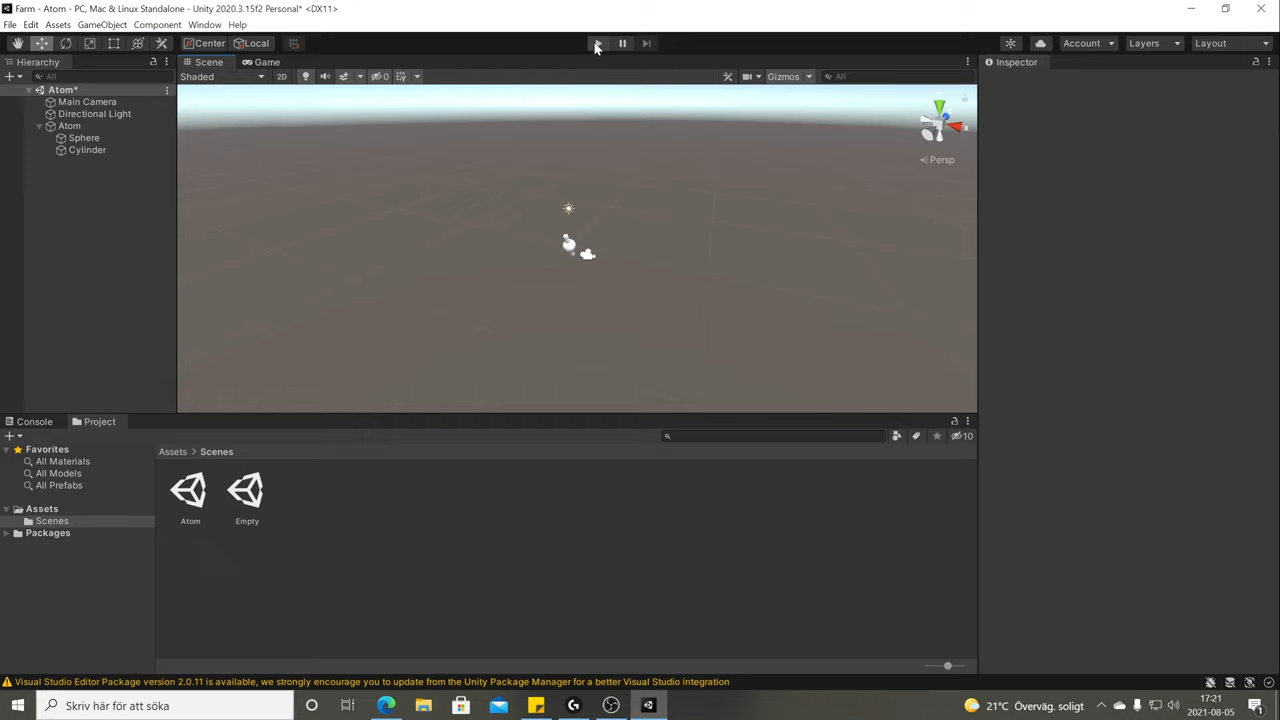 Farm - Atom - PC, Mac & Linux Standalone - Unity 2020.3.15f2 Personal* <DX11>
File Edit Assets GameObject Component Window Help
Center Local Account Layers Layout
Hierarchy Scene Game Inspector
All Shaded 2D 0 Gizmos All
Atom*
Main Camera
Directional Light
Atom
Sphere
Cylinder
x
Persp
Console Project
10
Favorites
All Materials
All Models
All Prefabs
Assets
Scenes
Packages
Assets > Scenes
Atom Empty
Visual Studio Editor Package version 2.0.11 is available, we strongly encourage you to update from the Unity Package Manager for a better Visual Studio integration
Skriv här för att söka
21°C Överväg. soligt
17:21
2021-08-05
1